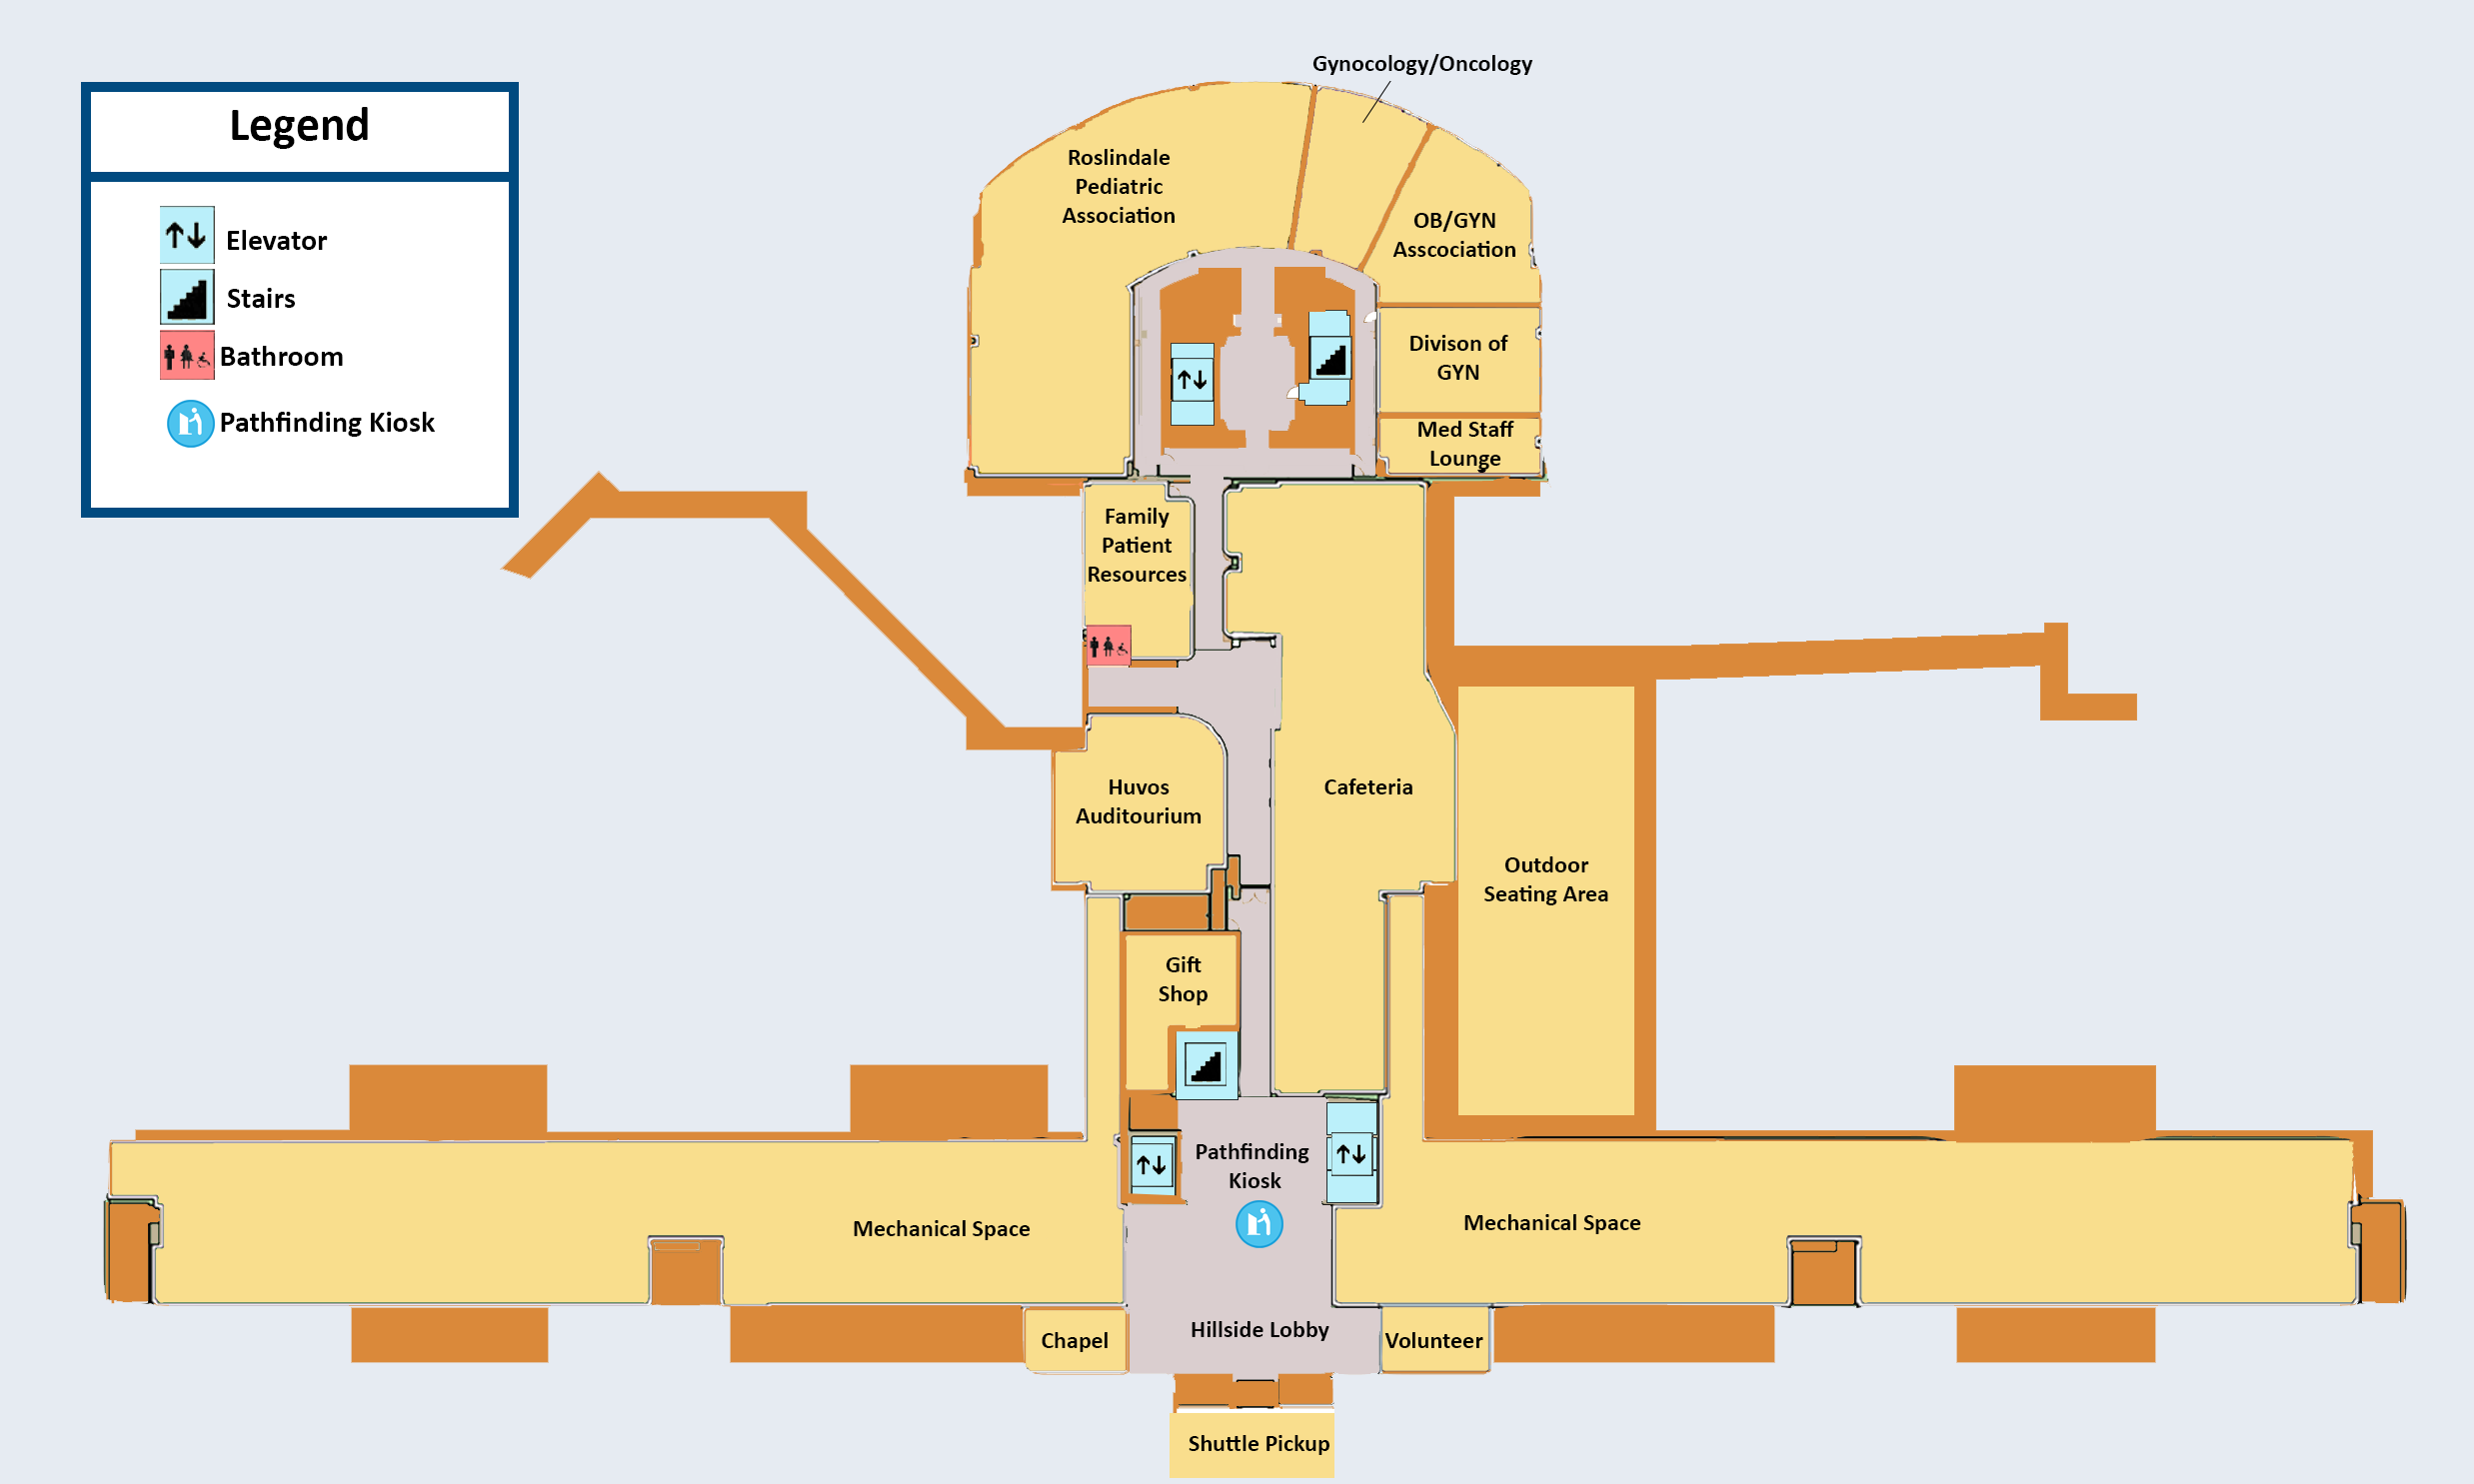 Gynocology/Oncology
Legend
Elevator
Stairs
Bathroom
Pathfinding Kiosk
Roslindale
Pediatric
Association
OB/GYN
Asscociation
Divison of
GYN
Med Staff
Lounge
Family
Patient
Resources
Huvos
Auditourium
Cafeteria
Outdoor
Seating Area
Gift
Shop
Pathfinding
Kiosk
Mechanical Space
Mechanical Space
Hillside Lobby
Chapel
Volunteer
Shuttle Pickup